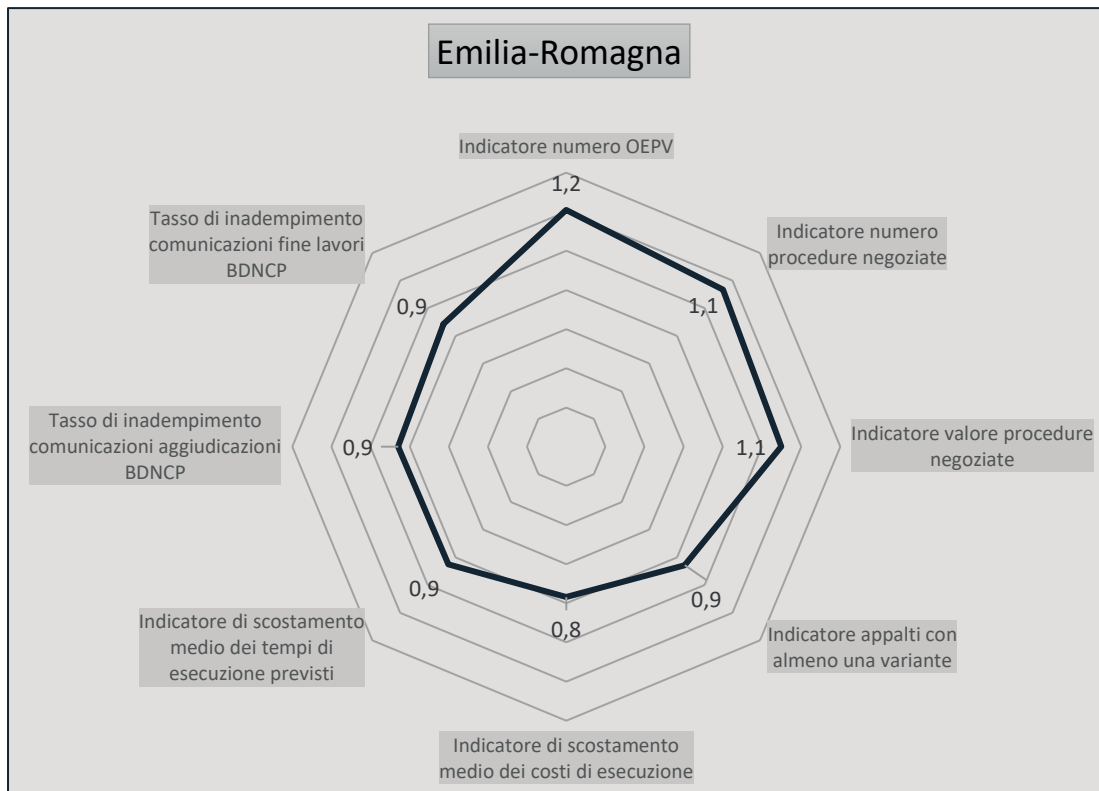 Emilia-Romagna
Indicatore numero OEPV
1,2
Indicatore numero
procedure negoziate
1,1
Indicatore valore procedure
negoziate
1,1
Indicatore appalti con
almeno una variante
0,9
Indicatore di scostamento
medio dei costi di esecuzione
0,8
Indicatore di scostamento
medio dei tempi di
esecuzione previsti
0,9
Tasso di inadempimento
comunicazioni aggiudicazioni
BDNCP
0,9
Tasso di inadempimento
comunicazioni fine lavori
BDNCP
0,9